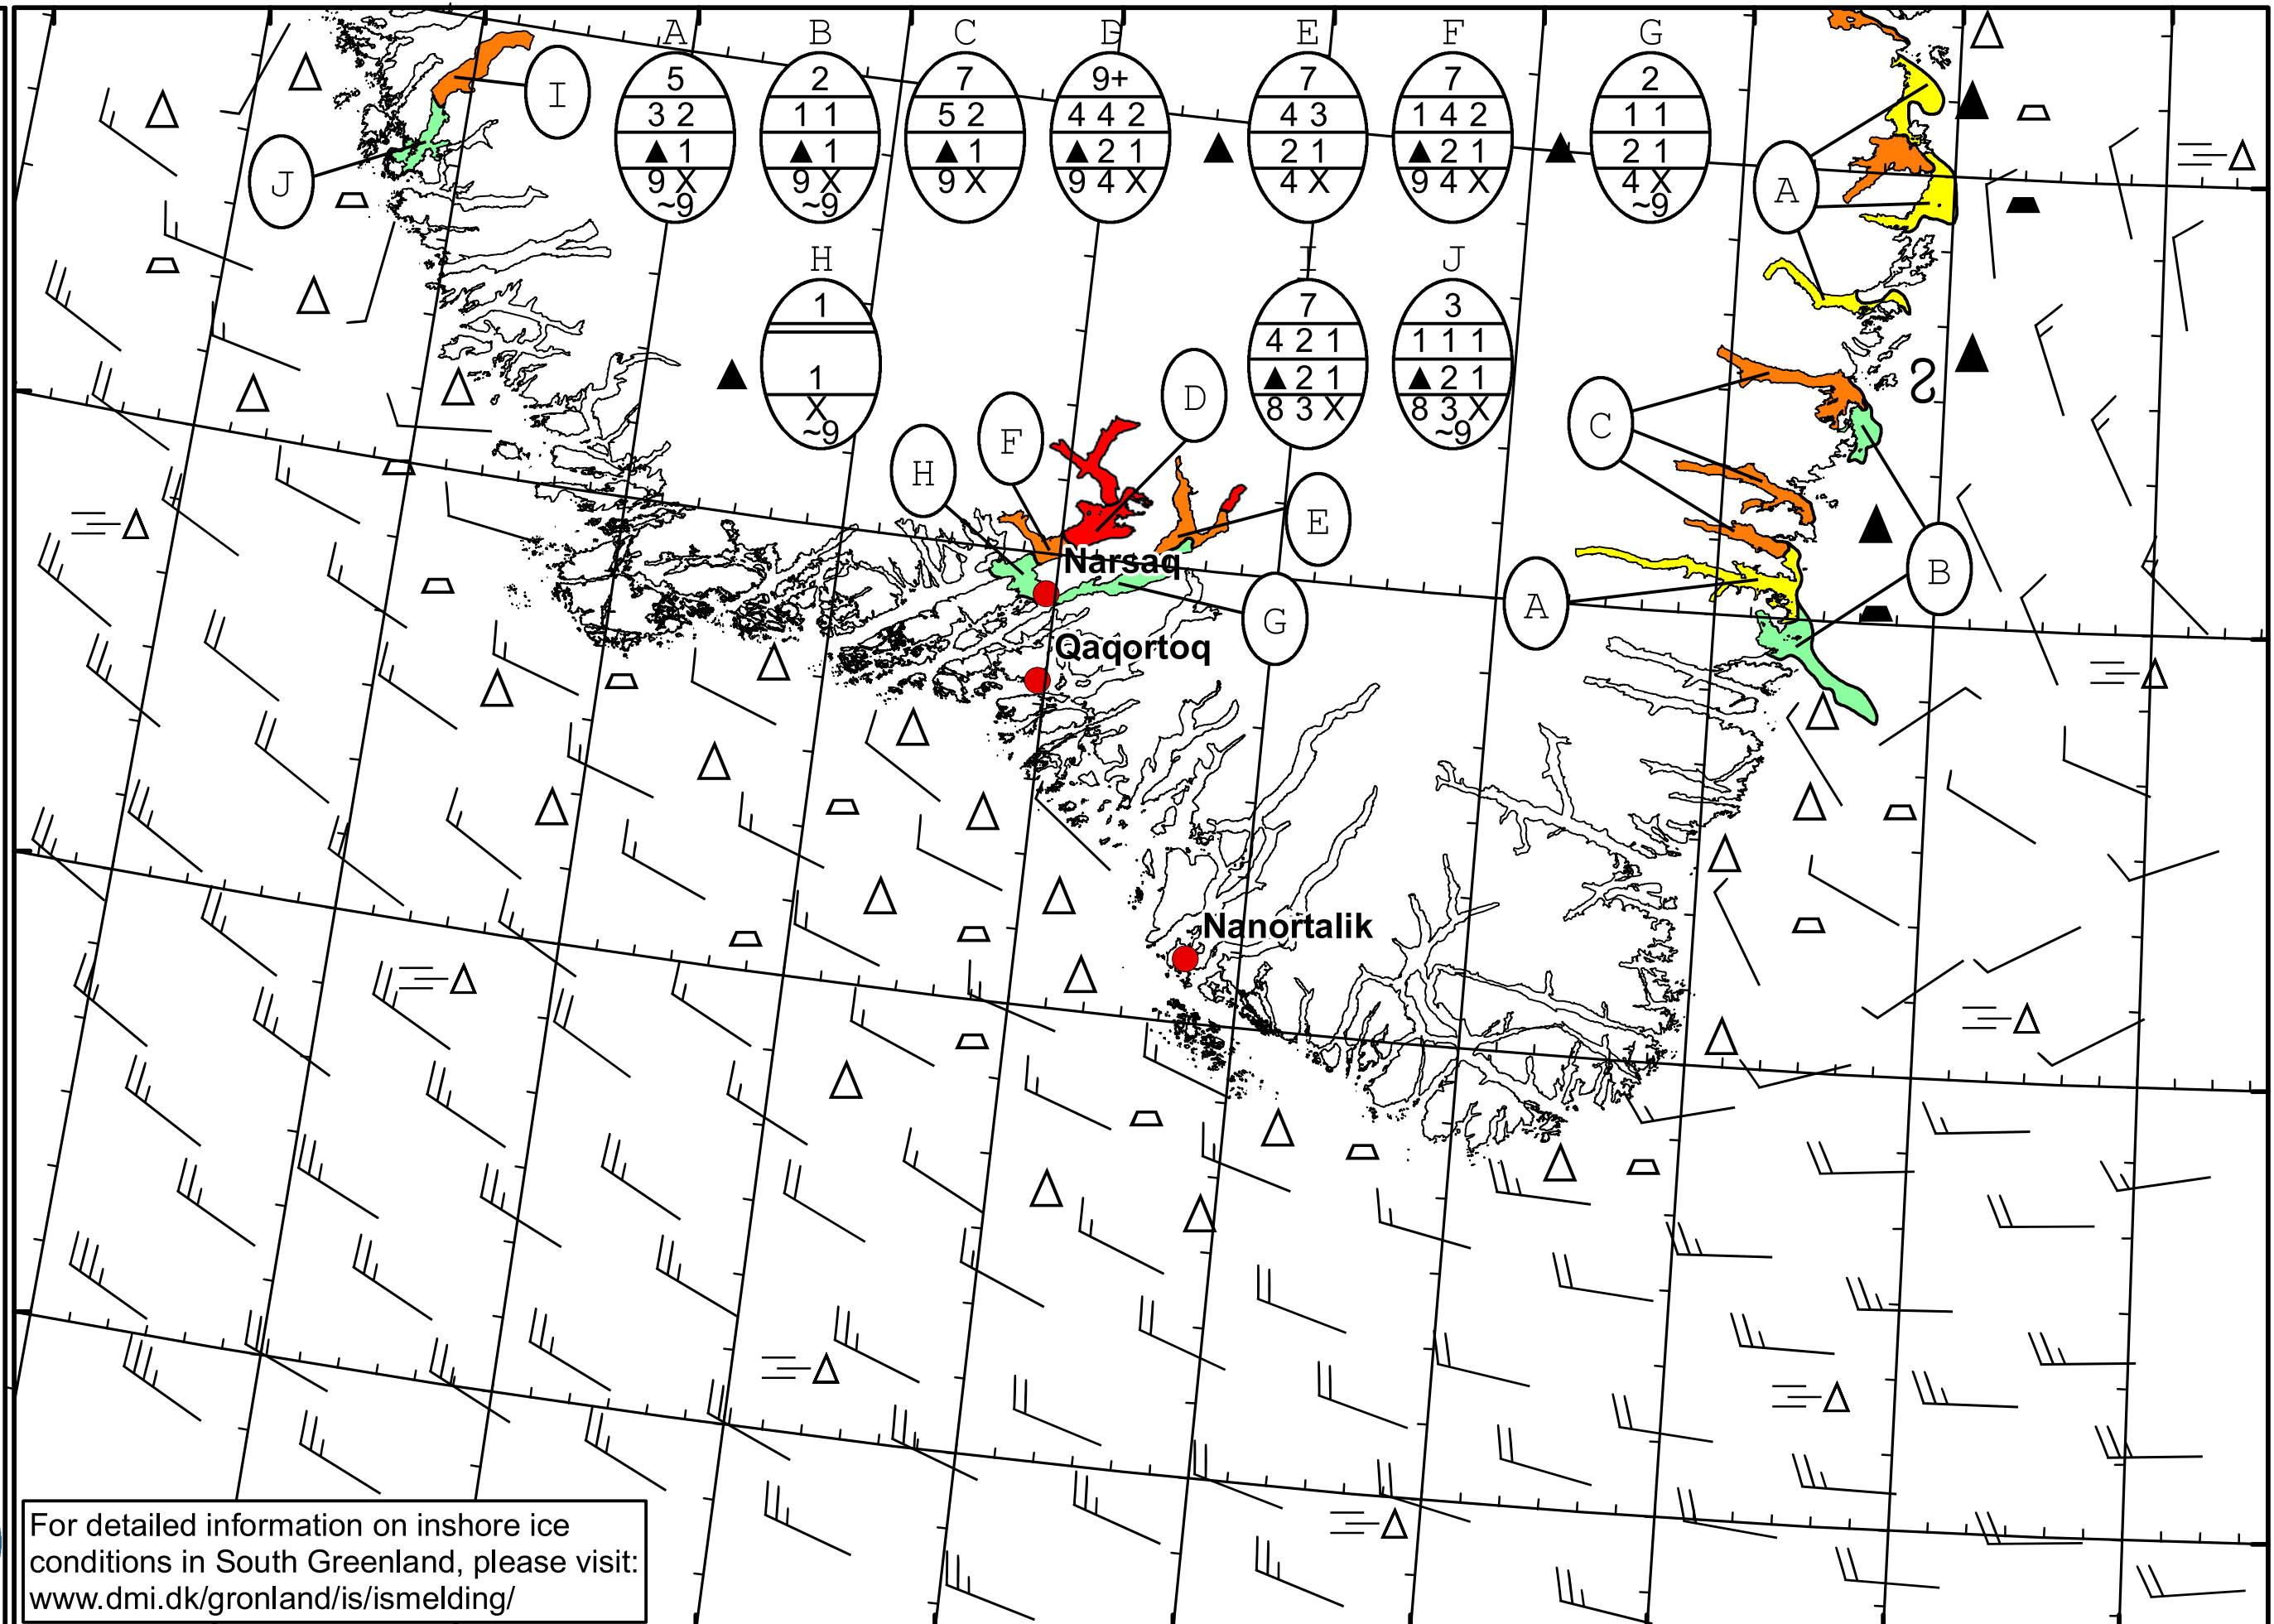 A B C D E F G
5 2 7 9+ 7 7 2
3 2 1 1 5 2 4 4 2 4 3 1 4 2 1 1
▲ 1 ▲ 1 ▲ 1 ▲ 2 1 ▲ 2 1 ▲ 2 1 ▲ 2 1
9 X 9 X 9 X 9 4 X 4 X 9 4 X 4 X
~9 ~9 ~9
H I J
1 7 3
4 2 1 1 1 1
▲ 1 ▲ 2 1 ▲ 2 1
X 8 3 X 8 3 X
~9 ~9
I
J
A
D
C
F
H
E
B
Narsaq
A
G
Qaqortoq
Nanortalik
For detailed information on inshore ice
conditions in South Greenland, please visit:
www.dmi.dk/gronland/is/ismelding/